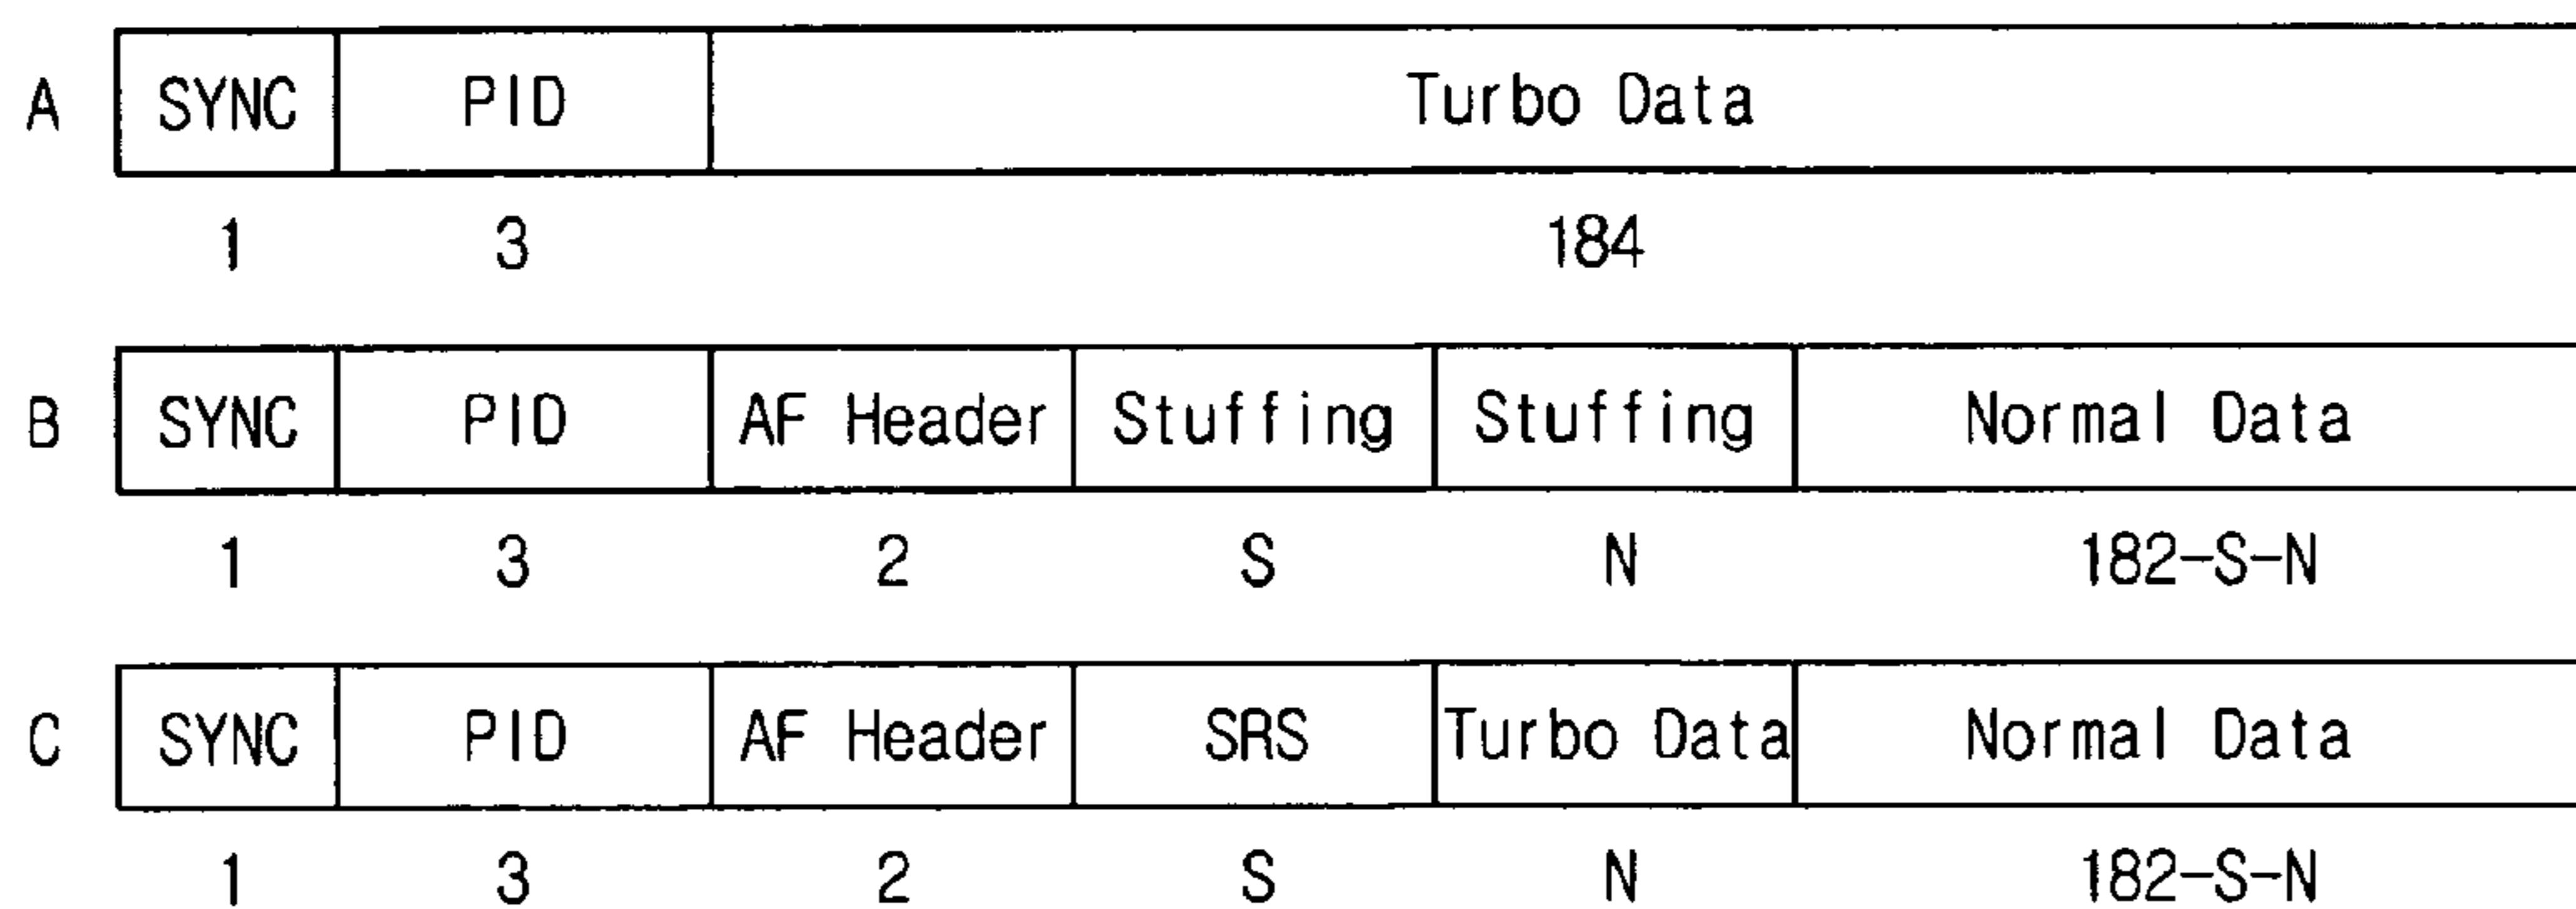 A SYNC PID Turbo Data
1 3 184
B SYNC PID AF Header Stuffing Stuffing Normal Data
1 3 2 S N 182-S-N
C SYNC PID AF Header SRS Turbo Data Normal Data
1 3 2 S N 182-S-N